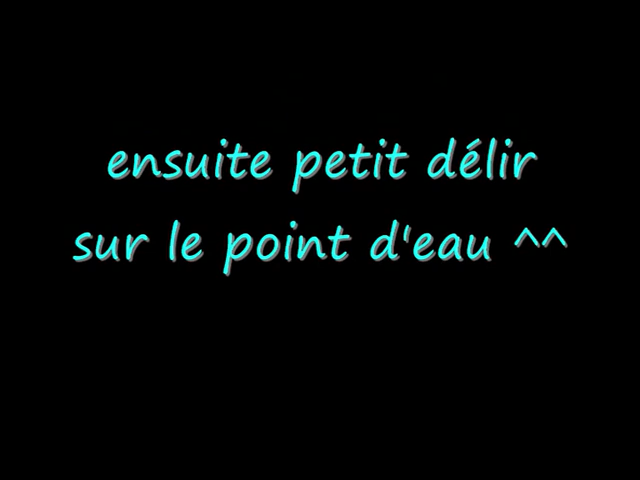 ensuite petit délir
sur le point d'eau ^^